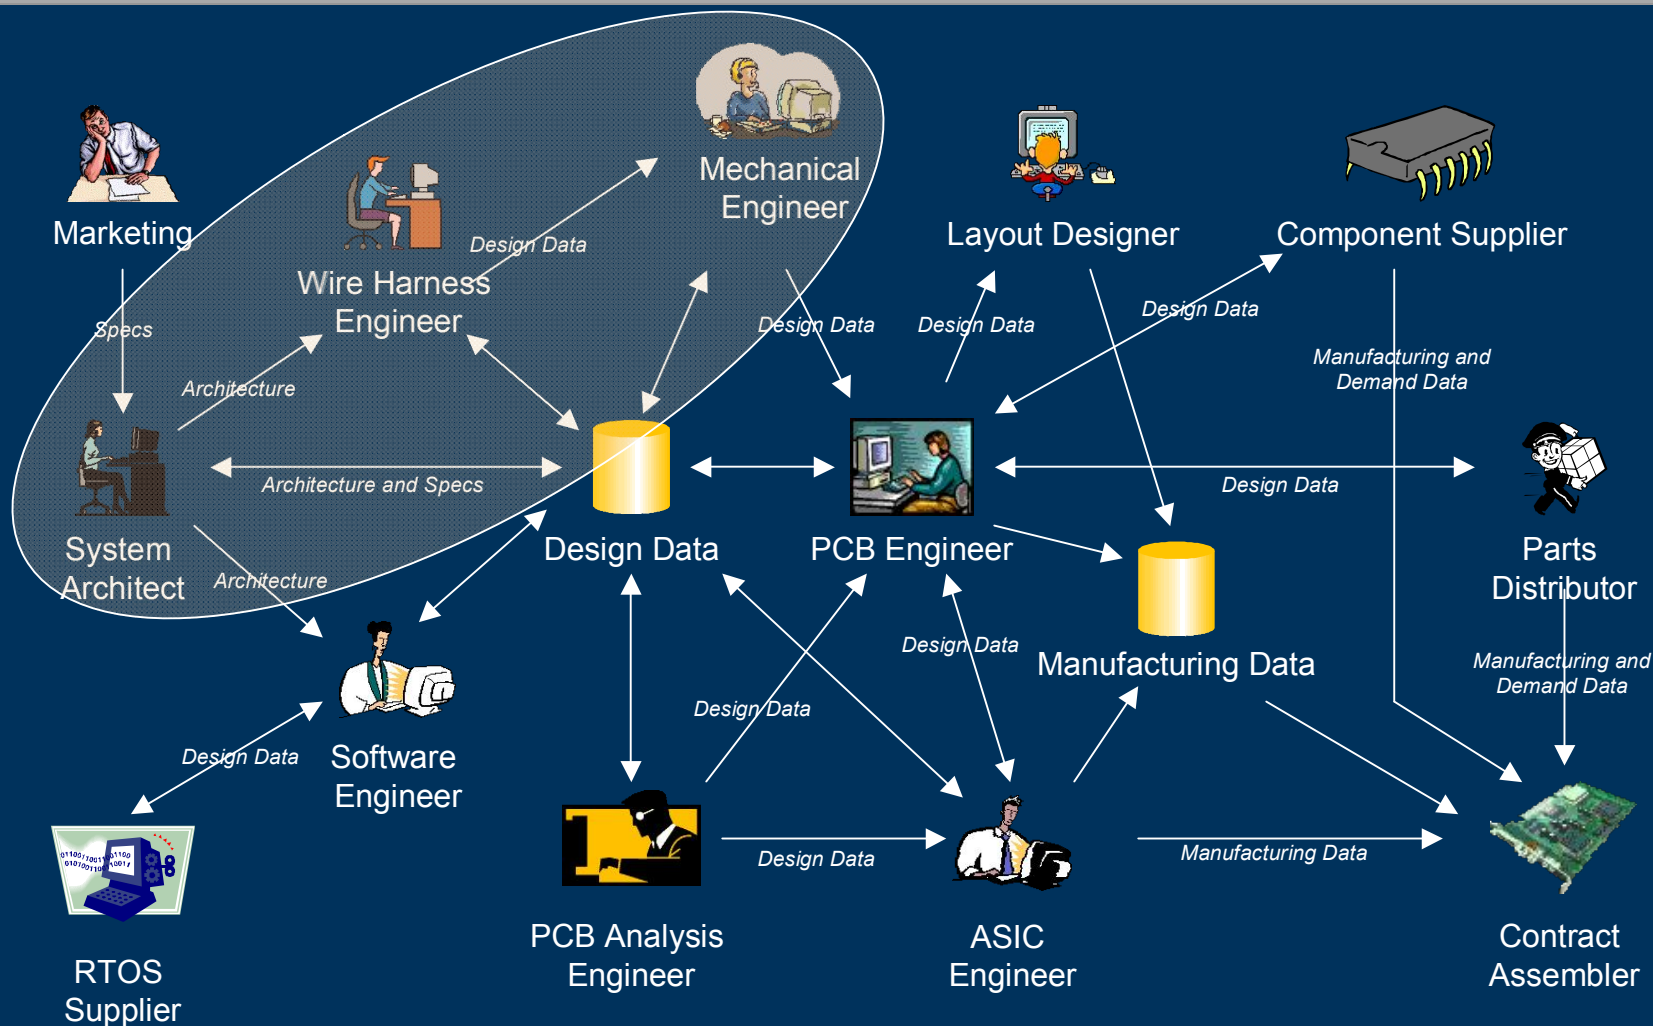 Marketing
Mechanical
Engineer
Layout Designer
Component Supplier
Design Data
Wire Harness
Engineer
Specs
Design Data
Design Data
Design Data
Manufacturing and
Demand Data
Architecture
Architecture and Specs
Design Data
System
Architect
Architecture
Design Data
PCB Engineer
Parts
Distributor
Design Data
Manufacturing Data
Manufacturing and
Demand Data
Design Data
Design Data
Software
Engineer
Design Data
Manufacturing Data
011001100110011100
01010011001 10011
PCB Analysis
Engineer
ASIC
Engineer
Contract
Assembler
RTOS
Supplier